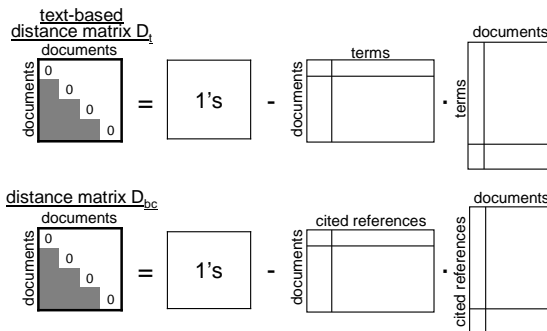 text-based
distance matrix Dt
documents
documents
0
0
0
0
=
1's
-
terms
documents
·
documents
terms
distance matrix Dbc
documents
documents
0
0
0
0
=
1's
-
cited references
documents
·
documents
cited references